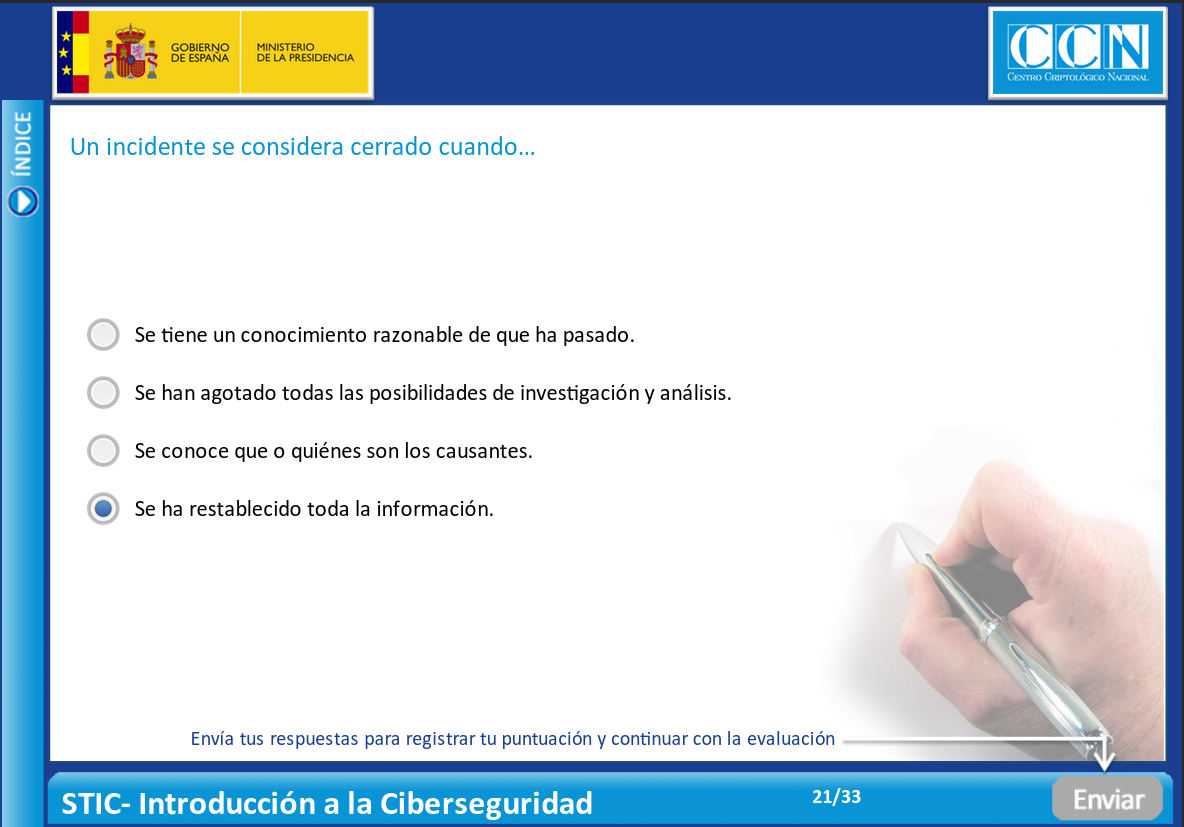 GOBIERNO
DE ESPAÑA
MINISTERIO
DE LA PRESIDENCIA
CCN
CENTRO CRIPTOLÓGICO NACIONAL
ÍNDICE
Un incidente se considera cerrado cuando...
Se tiene un conocimiento razonable de que ha pasado.
Se han agotado todas las posibilidades de investigación y análisis.
Se conoce que o quiénes son los causantes.
Se ha restablecido toda la información.
Envía tus respuestas para registrar tu puntuación y continuar con la evaluación
STIC- Introducción a la Ciberseguridad
21/33
Enviar